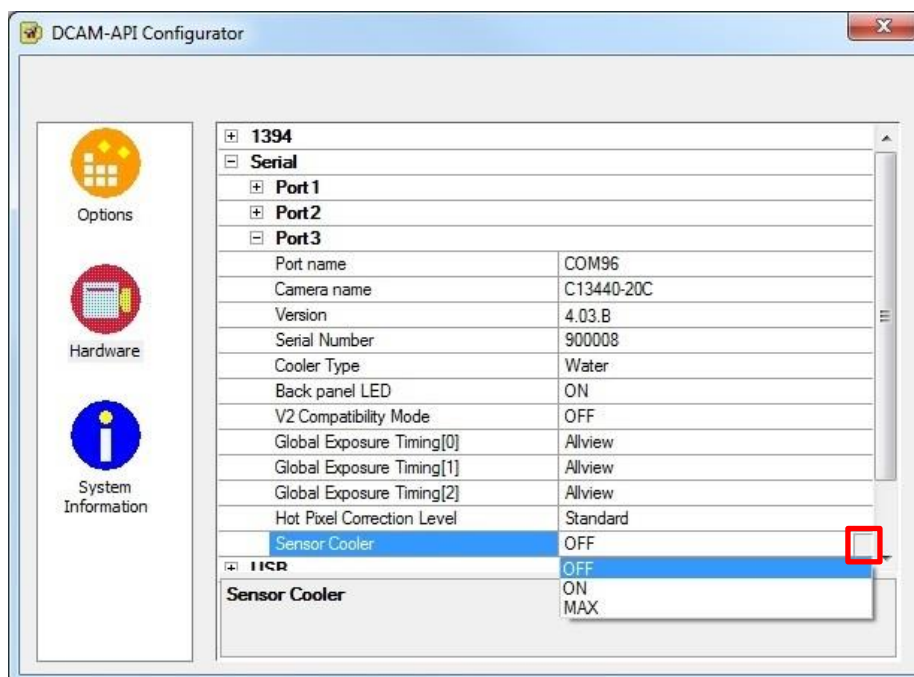 DCAM-API Configurator
Options
Hardware
System
Information
1394
Serial
Port1
Port2
Port3
Port name COM96
Camera name C13440-20C
Version 4.03.B
Serial Number 900008
Cooler Type Water
Back panel LED ON
V2 Compatibility Mode OFF
Global Exposure Timing[0] Allview
Global Exposure Timing[1] Allview
Global Exposure Timing[2] Allview
Hot Pixel Correction Level Standard
Sensor Cooler OFF
USB
OFF
ON
MAX
Sensor Cooler